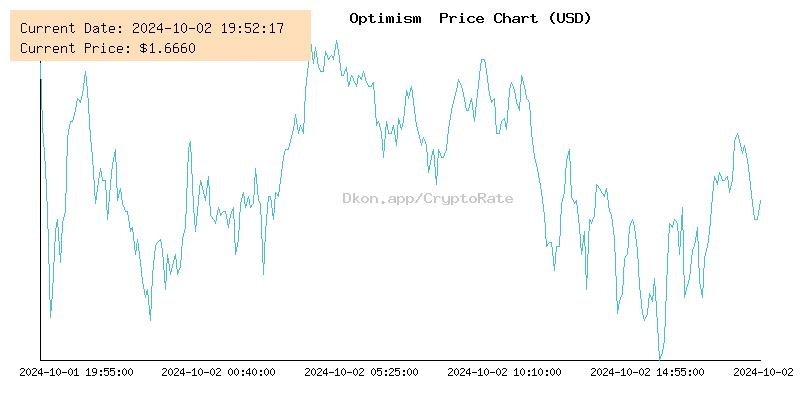 Optimism  Price Chart (USD)
Current Date: 2024-10-02 19:52:17
Current Price: $1.6660
Dkon.app/CryptoRate
2024-10-01 19:55:00 2024-10-02 00:40:00 2024-10-02 05:25:00 2024-10-02 10:10:00 2024-10-02 14:55:00 2024-10-02